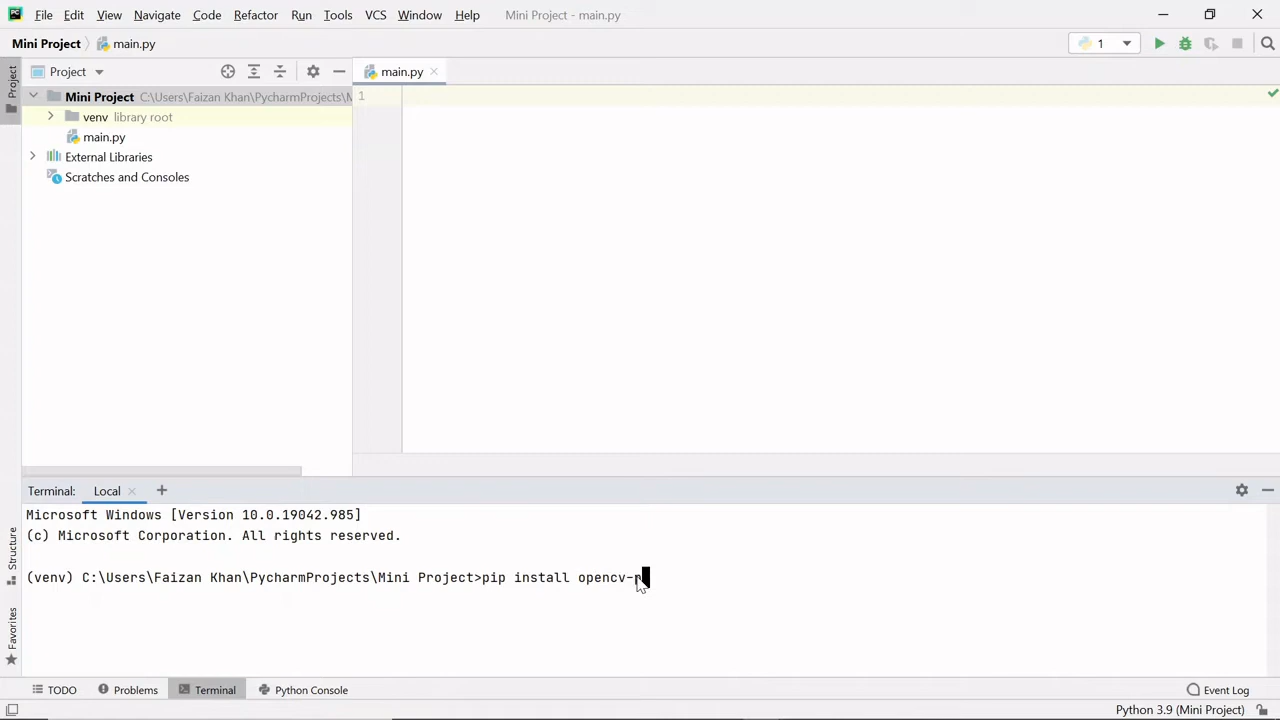 PC File Edit View Navigate Code Refactor Run Tools VCS Window Help Mini Project - main.py
Mini Project main.py 1
Project Project main.py
Mini Project C:\Users\Faizan Khan\PycharmProjects\M 1
venv library root
main.py
External Libraries
Scratches and Consoles
Terminal: Local
Microsoft Windows [Version 10.0.19042.985]
(c) Microsoft Corporation. All rights reserved.
(venv) C:\Users\Faizan Khan\PycharmProjects\Mini Project>pip install opencv-p
Structure
Favorites
TODO Problems Terminal Python Console Event Log
Python 3.9 (Mini Project)